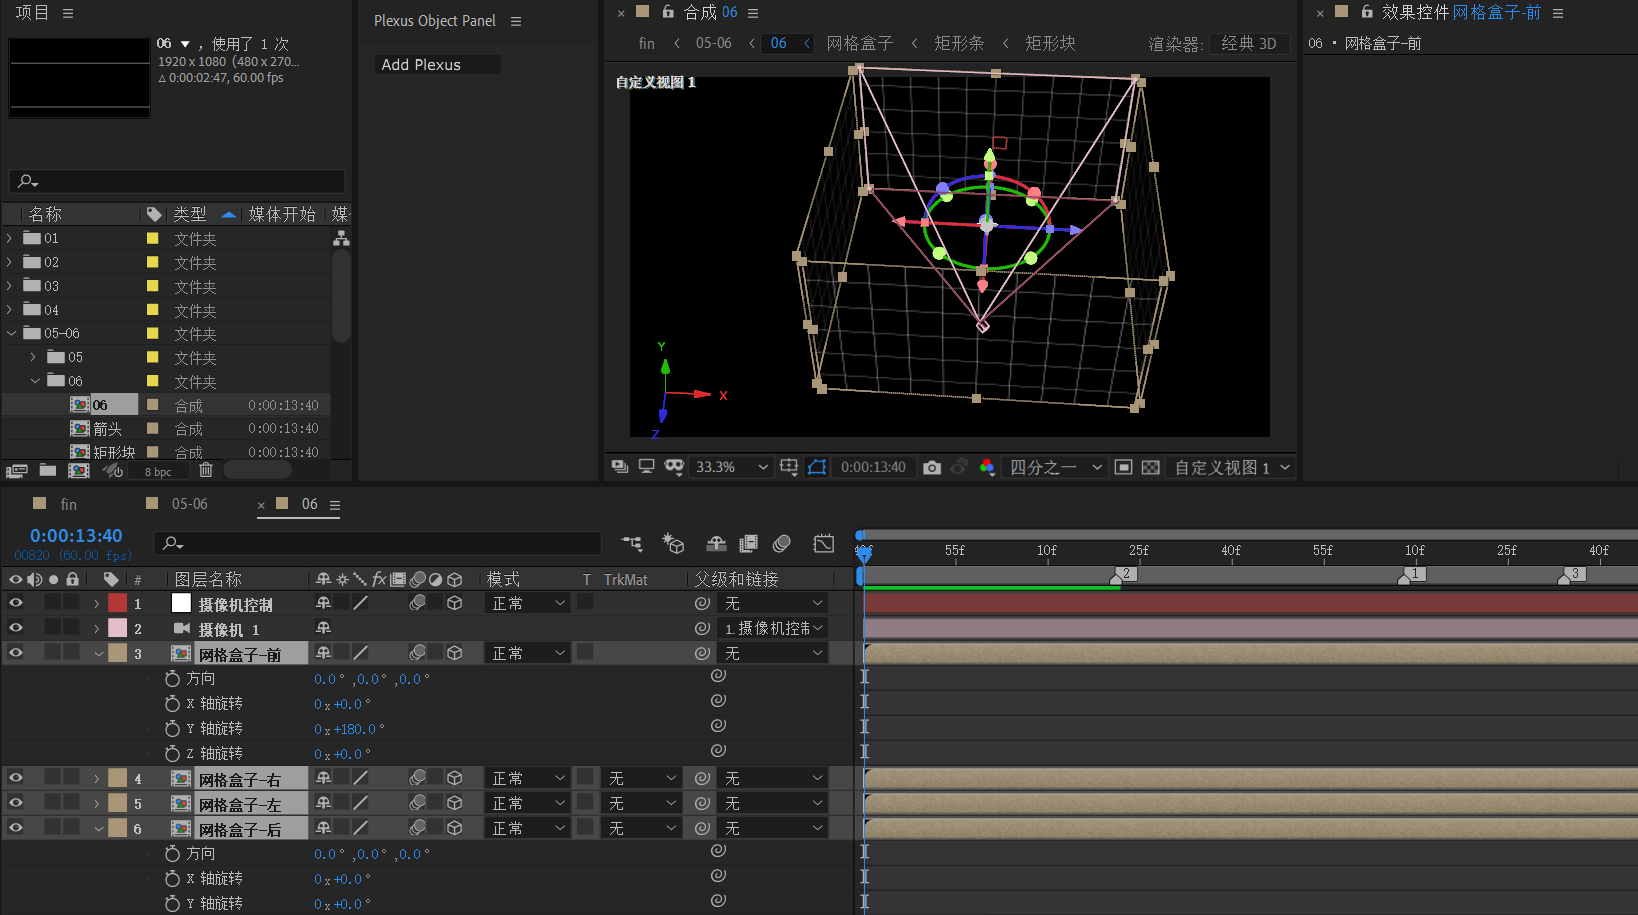 项目
06 ▼ ，使用了 1 次
1920 x 1080 (480 x 270...
Δ 0:00:02:47, 60.00 fps
名称 类型 媒体开始 媒
01 文件夹
02 文件夹
03 文件夹
04 文件夹
05-06 文件夹
05 文件夹
06 文件夹
06 合成 0:00:13:40
箭头 合成 0:00:13:40
矩形块 合成 0:00:13:40
8 bpc
Plexus Object Panel
Add Plexus
× 合成 06
fin ‹ 05-06 ‹ 06 ‹ 网格盒子 ‹ 矩形条 ‹ 矩形块 渲染器: 经典 3D
自定义视图 1
Y
X
Z
33.3% 0:00:13:40 四分之一 自定义视图 1
× 效果控件 网格盒子-前
06 · 网格盒子-前
fin 05-06 × 06
0:00:13:40
00820 (60.00 fps)
55f 10f 25f 40f 55f 10f 25f 40f
2 1 3
# 图层名称 fx 模式 T TrkMat 父级和链接
1 摄像机控制 正常 无
2 摄像机 1 1. 摄像机控制
3 网格盒子-前 正常 无
方向 0.0°,0.0°,0.0°
X 轴旋转 0x+0.0°
Y 轴旋转 0x+180.0°
Z 轴旋转 0x+0.0°
4 网格盒子-右 正常 无 无
5 网格盒子-左 正常 无 无
6 网格盒子-后 正常 无 无
方向 0.0°,0.0°,0.0°
X 轴旋转 0x+0.0°
Y 轴旋转 0x+0.0°